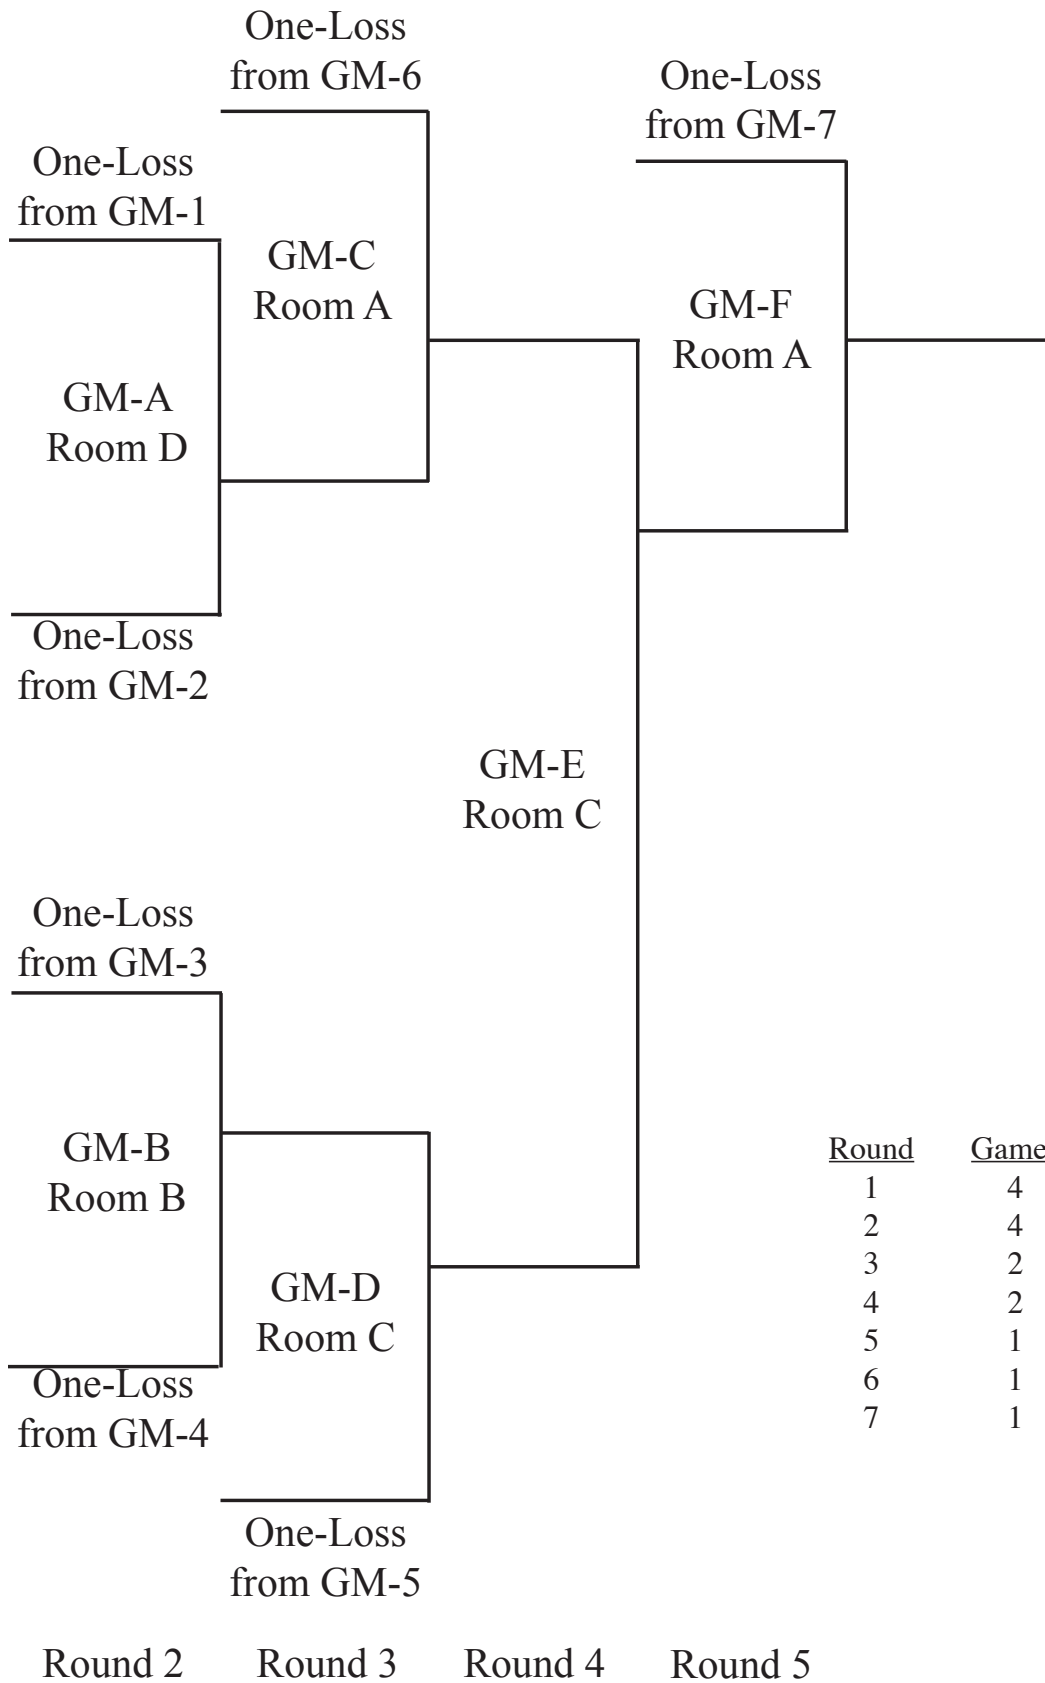 One-Loss
from GM-6
One-Loss
from GM-7
One-Loss
from GM-1
GM-C
Room A
GM-F
Room A
GM-A
Room D
One-Loss
from GM-2
GM-E
Room C
One-Loss
from GM-3
GM-B
Room B
GM-D
Room C
One-Loss
from GM-4
One-Loss
from GM-5
Round Game
1 4
2 4
3 2
4 2
5 1
6 1
7 1
Round 2 Round 3 Round 4 Round 5